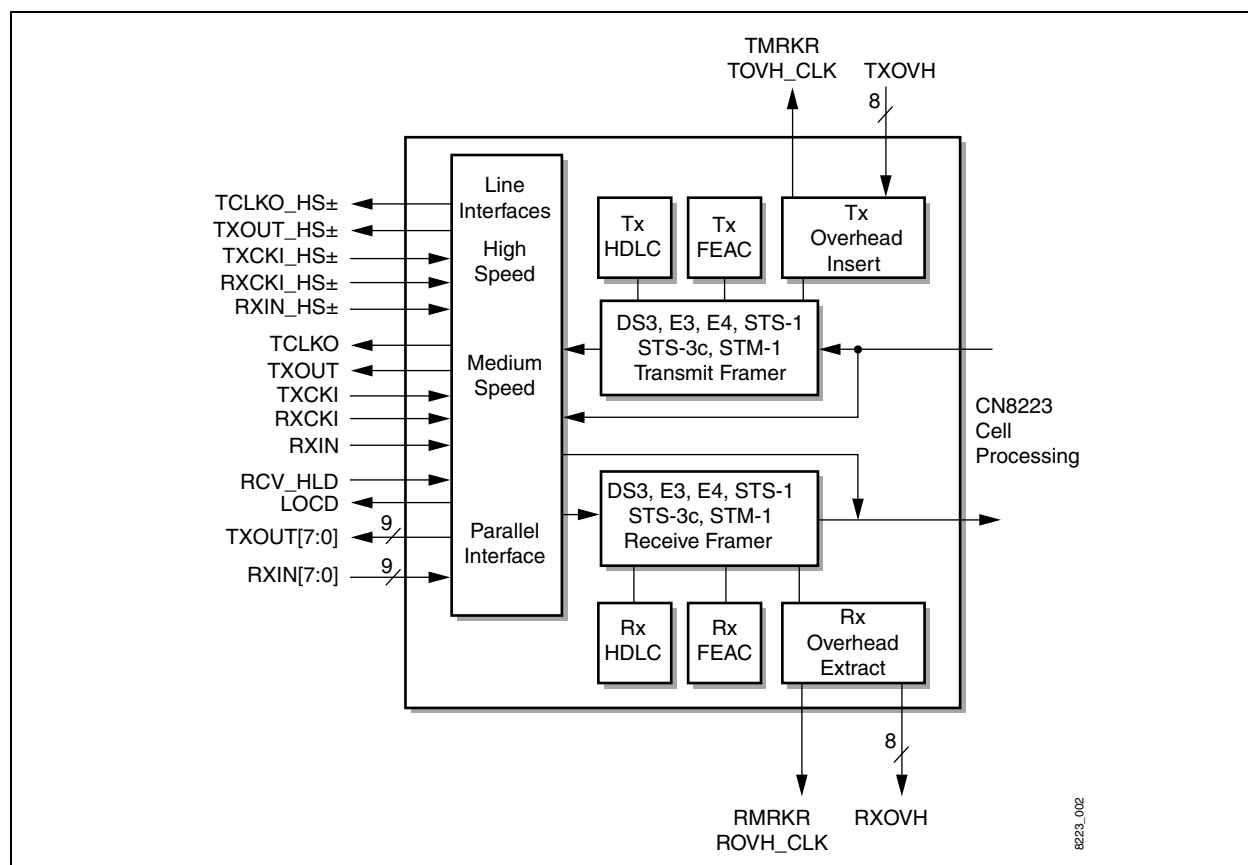 TMRKR
TOVH_CLK
TXOVH
8
Line
Interfaces
High
Speed
Medium
Speed
Parallel
Interface
TCLKO_HS±
TXOUT_HS±
TXCKI_HS±
RXCKI_HS±
RXIN_HS±
TCLKO
TXOUT
TXCKI
RXCKI
RXIN
RCV_HLD
LOCD
TXOUT[7:0]
9
RXIN[7:0]
9
Tx
HDLC
Tx
FEAC
Tx
Overhead
Insert
DS3, E3, E4, STS-1
STS-3c, STM-1
Transmit Framer
CN8223
Cell
Processing
DS3, E3, E4, STS-1
STS-3c, STM-1
Receive Framer
Rx
HDLC
Rx
FEAC
Rx
Overhead
Extract
8
RMRKR
ROVH_CLK
RXOVH
8223_002